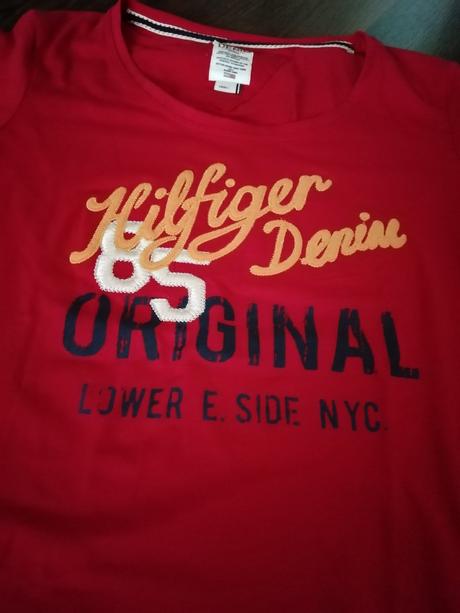 Hilfiger
Denim
85
ORIGINAL
LOWER E. SIDE NYC.